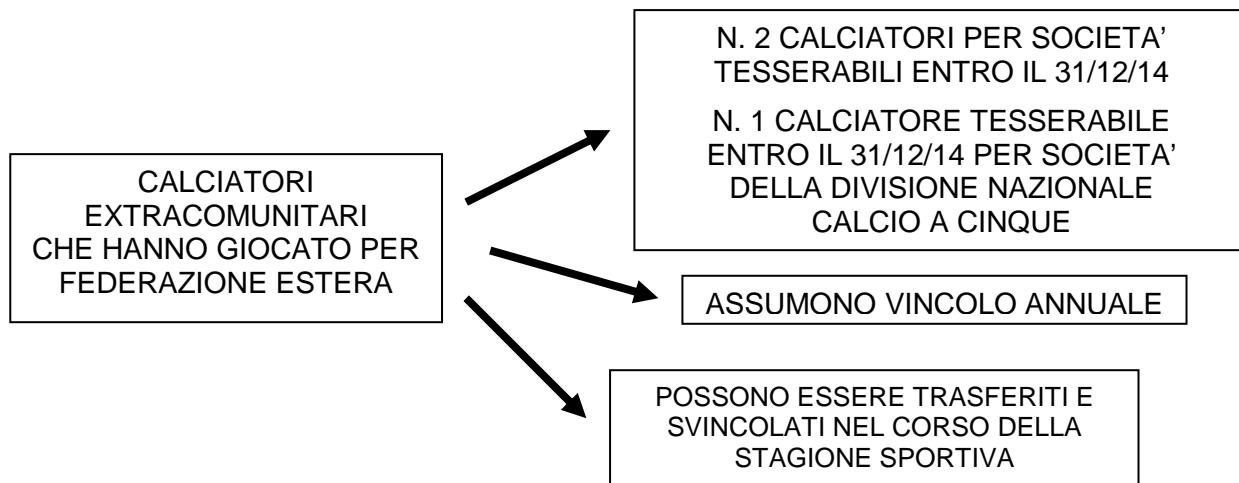 CALCIATORI
EXTRACOMUNITARI
CHE HANNO GIOCATO PER
FEDERAZIONE ESTERA
N. 2 CALCIATORI PER SOCIETA’
TESSERABILI ENTRO IL 31/12/14
N. 1 CALCIATORE TESSERABILE
ENTRO IL 31/12/14 PER SOCIETA’
DELLA DIVISIONE NAZIONALE
CALCIO A CINQUE
ASSUMONO VINCOLO ANNUALE
POSSONO ESSERE TRASFERITI E
SVINCOLATI NEL CORSO DELLA
STAGIONE SPORTIVA